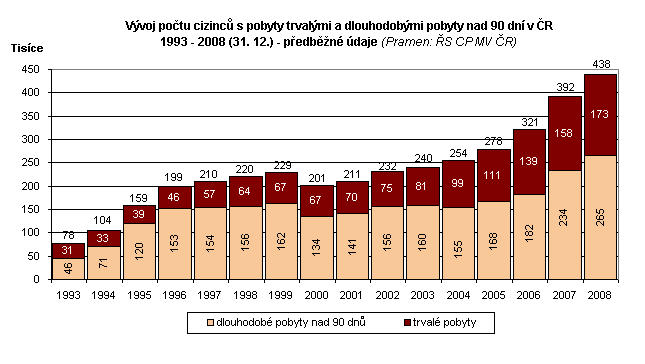 Vývoj počtu cizinců s pobyty trvalými a dlouhodobými pobyty nad 90 dní v ČR
1993 - 2008 (31. 12.) - předběžné údaje (Pramen: ŘS CP MV ČR)
Tisíce
450
400
350
300
250
200
150
100
50
0
78 104 159 199 210 220 229 201 211 232 240 254 278 321 392 438
31 33 39 46 57 64 67 67 70 75 81 99 111 139 158 173
46 71 120 153 154 156 162 134 141 156 160 155 168 182 234 265
1993 1994 1995 1996 1997 1998 1999 2000 2001 2002 2003 2004 2005 2006 2007 2008
dlouhodobé pobyty nad 90 dnů
trvalé pobyty